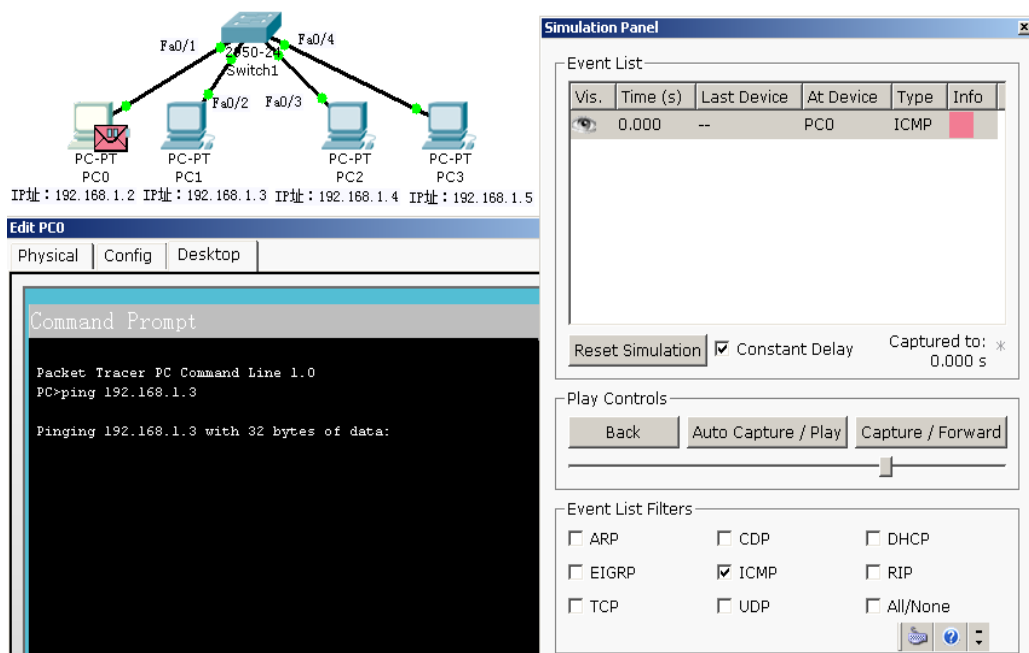 Fa0/1
Fa0/4
2950-24
Switch1
Fa0/2
Fa0/3
PC-PT
PC0
PC-PT
PC1
PC-PT
PC2
PC-PT
PC3
IP址：192.168.1.2
IP址：192.168.1.3
IP址：192.168.1.4
IP址：192.168.1.5
Edit PC0
Physical
Config
Desktop
Command Prompt
Packet Tracer PC Command Line 1.0
PC>ping 192.168.1.3
Pinging 192.168.1.3 with 32 bytes of data:
Simulation Panel
Event List
Vis. Time (s) Last Device At Device Type Info
0.000 -- PC0 ICMP
Reset Simulation
Constant Delay
Captured to:
0.000 s
Play Controls
Back
Auto Capture / Play
Capture / Forward
Event List Filters
ARP CDP DHCP
EIGRP ICMP RIP
TCP UDP All/None